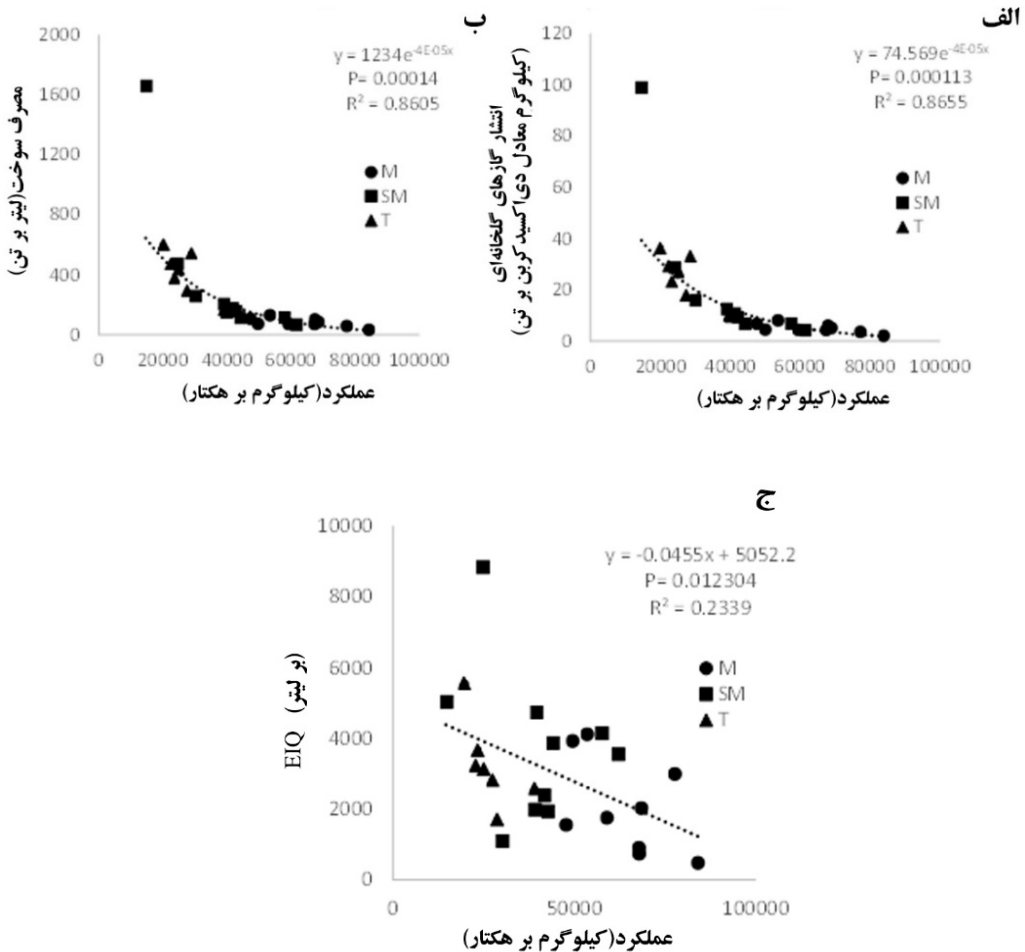 الف
120
100
80
60
40
20
0
0
20000
40000
60000
80000
100000
انتشار گازهای گلخانه‌ای
(کیلوگرم معادل دی‌اکسید کربن بر تن)
عملکرد(کیلوگرم بر هکتار)
y = 74.569e^-4E-05x
P= 0.000113
R² = 0.8655
M
SM
T
ب
2000
1600
1200
800
400
0
0
20000
40000
60000
80000
100000
مصرف سوخت(لیتر بر تن)
عملکرد(کیلوگرم بر هکتار)
y = 1234e^-4E-05x
P= 0.00014
R² = 0.8605
M
SM
T
ج
10000
8000
6000
4000
2000
0
0
50000
100000
EIQ (بر لیتر)
عملکرد(کیلوگرم بر هکتار)
y = -0.0455x + 5052.2
P= 0.012304
R² = 0.2339
M
SM
T